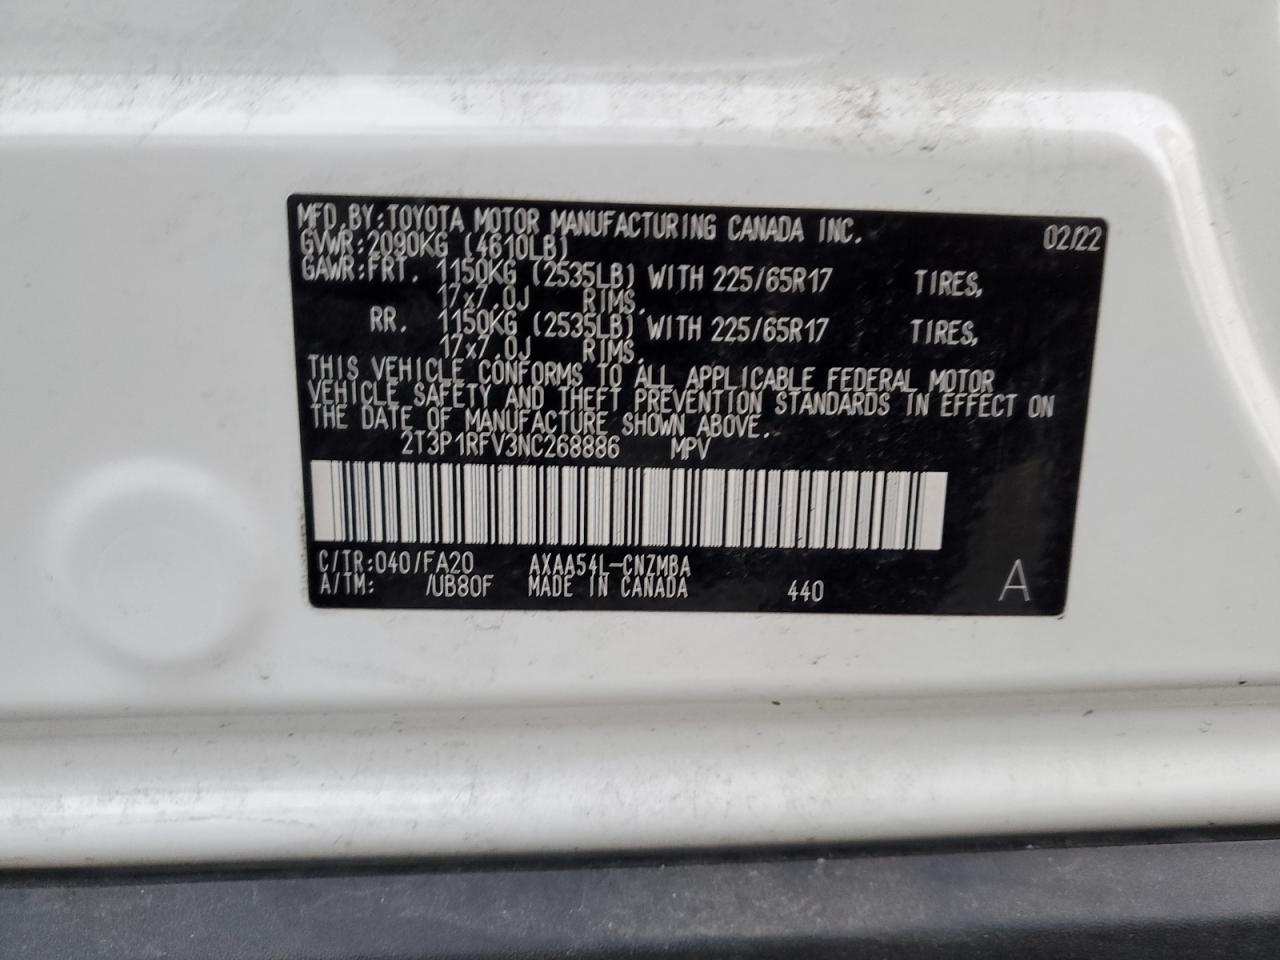 MFD.BY:TOYOTA MOTOR MANUFACTURING CANADA INC. 02/22
GVWR:2090KG (4610LB)
GAWR:FRT. 1150KG (2535LB) WITH 225/65R17 TIRES,
17x7.0J RIMS.
RR. 1150KG (2535LB) WITH 225/65R17 TIRES,
17x7.0J RIMS.
THIS VEHICLE CONFORMS TO ALL APPLICABLE FEDERAL MOTOR
VEHICLE SAFETY AND THEFT PREVENTION STANDARDS IN EFFECT ON
THE DATE OF MANUFACTURE SHOWN ABOVE.
2T3P1RFV3NC268886 MPV
C/TR:040/FA20 AXAA54L-CNZMBA
A/TM: /UB80F MADE IN CANADA 440 A